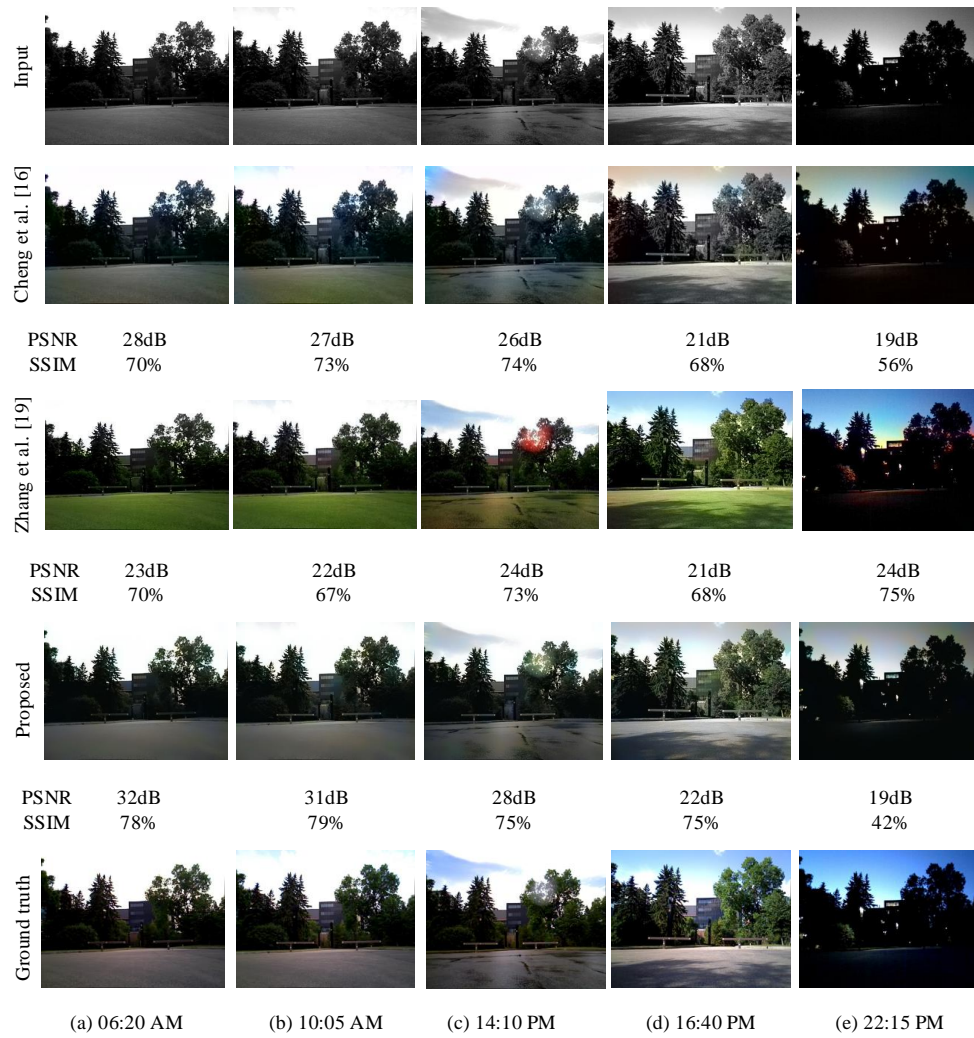 Input
Cheng et al. [16]
PSNR 28dB 27dB 26dB 21dB 19dB
SSIM 70% 73% 74% 68% 56%
Zhang et al. [19]
PSNR 23dB 22dB 24dB 21dB 24dB
SSIM 70% 67% 73% 68% 75%
Proposed
PSNR 32dB 31dB 28dB 22dB 19dB
SSIM 78% 79% 75% 75% 42%
Ground truth
(a) 06:20 AM (b) 10:05 AM (c) 14:10 PM (d) 16:40 PM (e) 22:15 PM